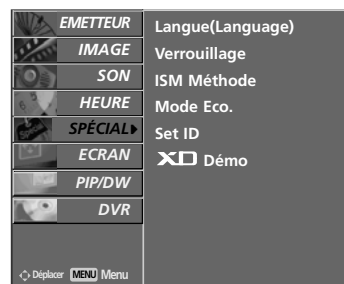 EMETTEUR
IMAGE
SON
HEURE
SPÉCIAL
ECRAN
PIP/DW
DVR
Déplacer MENU Menu
Langue(Language)
Verrouillage
ISM Méthode
Mode Eco.
Set ID
XD Démo